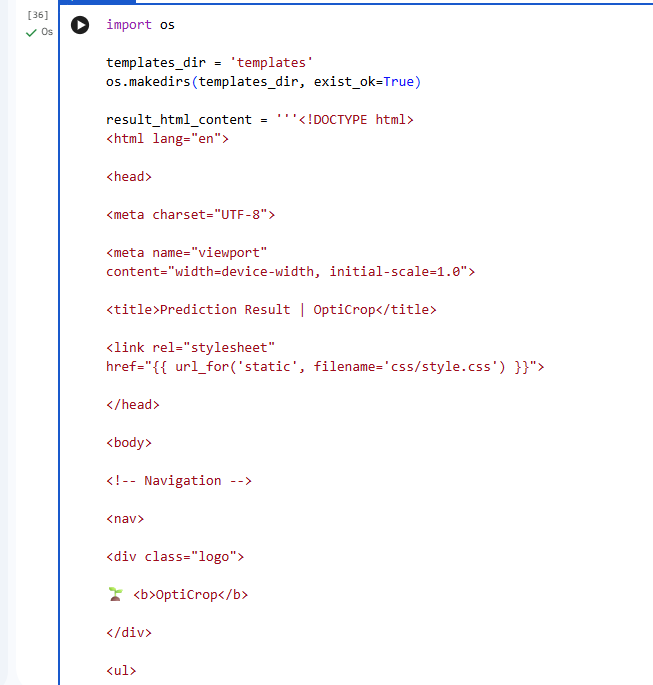 [36]
0s
import os
templates_dir = 'templates'
os.makedirs(templates_dir, exist_ok=True)
result_html_content = '''<!DOCTYPE html>
<html lang="en">
<head>
<meta charset="UTF-8">
<meta name="viewport"
content="width=device-width, initial-scale=1.0">
<title>Prediction Result | OptiCrop</title>
<link rel="stylesheet"
href="{{ url_for('static', filename='css/style.css') }}">
</head>
<body>
<!-- Navigation -->
<nav>
<div class="logo">
🌱 <b>OptiCrop</b>
</div>
<ul>